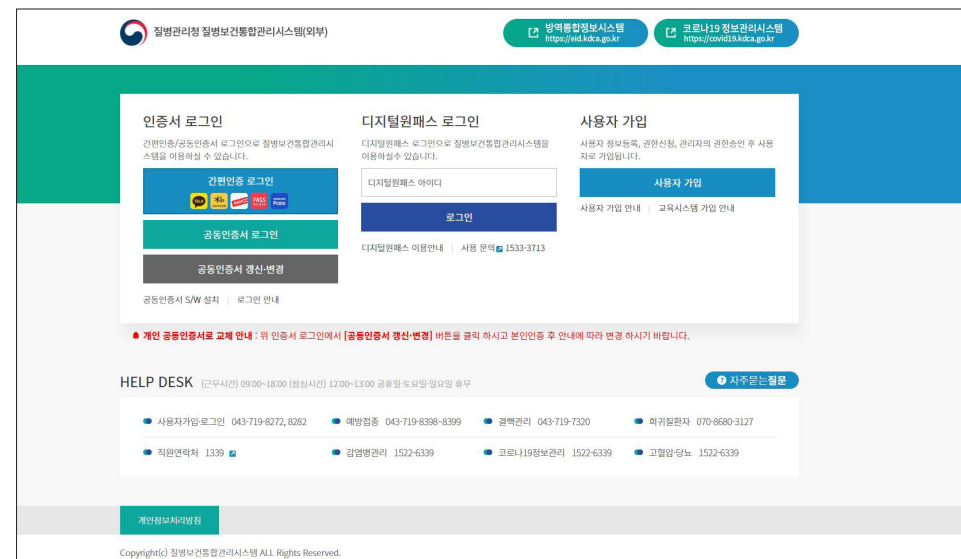 질병관리청 질병보건통합관리시스템(외부)
방역통합정보시스템
https://eid.kdca.go.kr
코로나19 정보관리시스템
https://covid19.kdca.go.kr
인증서 로그인
간편인증/공동인증서 로그인으로 질병보건통합관리시
스템을 이용하실 수 있습니다.
간편인증 로그인
공동인증서 로그인
공동인증서 갱신·변경
공동인증서 S/W 설치 | 로그인 안내
디지털원패스 로그인
디지털원패스 로그인으로 질병보건통합관리시스템을
이용하실수 있습니다.
디지털원패스 아이디
로그인
디지털원패스 이용안내 | 사용 문의 1533-3713
사용자 가입
사용자 정보등록, 권한신청, 관리자의 권한승인 후 사용
자로 가입됩니다.
사용자 가입
사용자 가입 안내 | 교육시스템 가입 안내
개인 공동인증서로 교체 안내 : 위 인증서 로그인에서 [공동인증서 갱신·변경] 버튼을 클릭 하시고 본인인증 후 안내에 따라 변경 하시기 바랍니다.
HELP DESK (근무시간) 09:00~18:00 (점심시간) 12:00~13:00 공휴일·토요일·일요일 휴무
자주묻는질문
사용자가입·로그인 043-719-8272, 8282
예방접종 043-719-8398~8399
결핵관리 043-719-7320
희귀질환자 070-8680-3127
직원연락처 1339
감염병관리 1522-6339
코로나19정보관리 1522-6339
고혈압·당뇨 1522-6339
개인정보처리방침
Copyright(c) 질병보건통합관리시스템 ALL Rights Reserved.